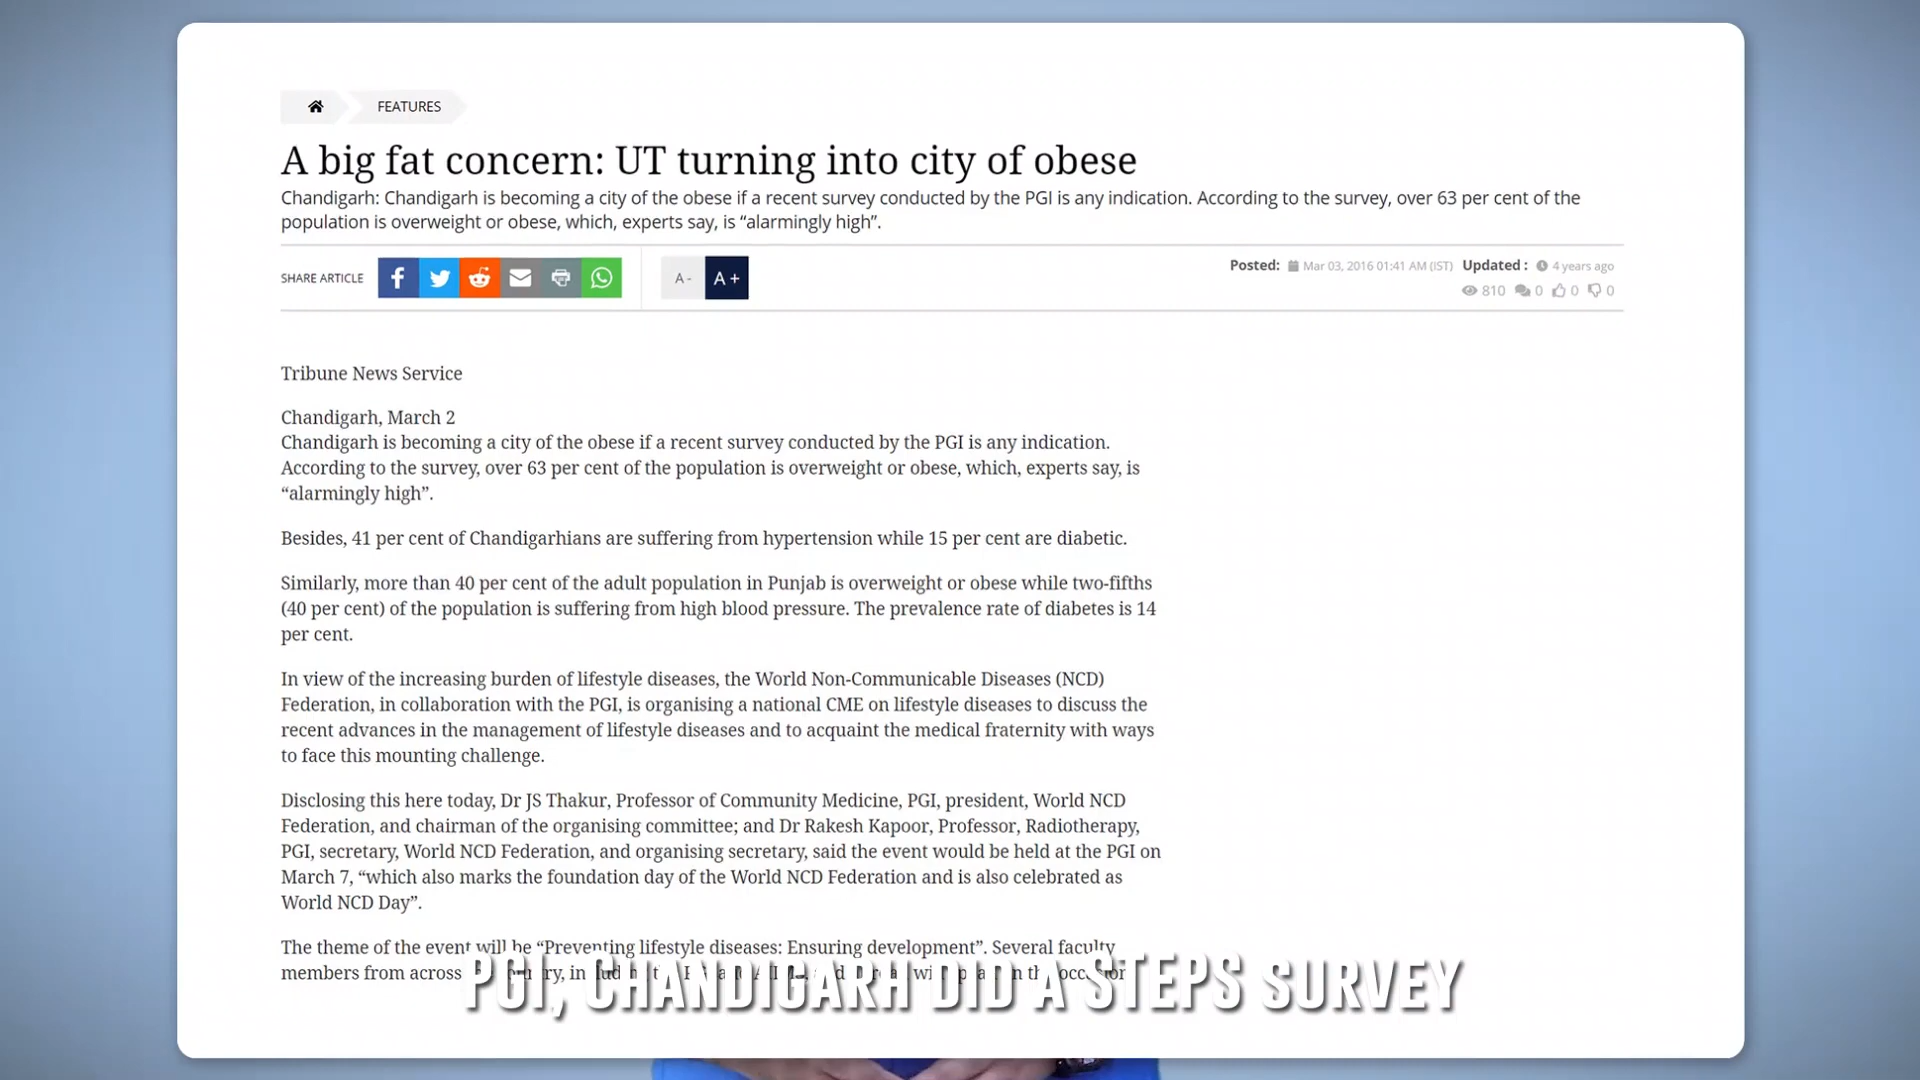 FEATURES
A big fat concern: UT turning into city of obese
Chandigarh: Chandigarh is becoming a city of the obese if a recent survey conducted by the PGI is any indication. According to the survey, over 63 per cent of the
population is overweight or obese, which, experts say, is “alarmingly high”.
SHARE ARTICLE
A-
A+
Posted: Mar 03, 2016 01:41 AM (IST) Updated : 4 years ago
810 0 0 0
Tribune News Service
Chandigarh, March 2
Chandigarh is becoming a city of the obese if a recent survey conducted by the PGI is any indication.
According to the survey, over 63 per cent of the population is overweight or obese, which, experts say, is
“alarmingly high”.
Besides, 41 per cent of Chandigarhians are suffering from hypertension while 15 per cent are diabetic.
Similarly, more than 40 per cent of the adult population in Punjab is overweight or obese while two-fifths
(40 per cent) of the population is suffering from high blood pressure. The prevalence rate of diabetes is 14
per cent.
In view of the increasing burden of lifestyle diseases, the World Non-Communicable Diseases (NCD)
Federation, in collaboration with the PGI, is organising a national CME on lifestyle diseases to discuss the
recent advances in the management of lifestyle diseases and to acquaint the medical fraternity with ways
to face this mounting challenge.
Disclosing this here today, Dr JS Thakur, Professor of Community Medicine, PGI, president, World NCD
Federation, and chairman of the organising committee; and Dr Rakesh Kapoor, Professor, Radiotherapy,
PGI, secretary, World NCD Federation, and organising secretary, said the event would be held at the PGI on
March 7, “which also marks the foundation day of the World NCD Federation and is also celebrated as
World NCD Day”.
The theme of the event will be “Preventing lifestyle diseases: Ensuring development”. Several faculty
members from across
PGI, CHANDIGARH DID A STEPS SURVEY